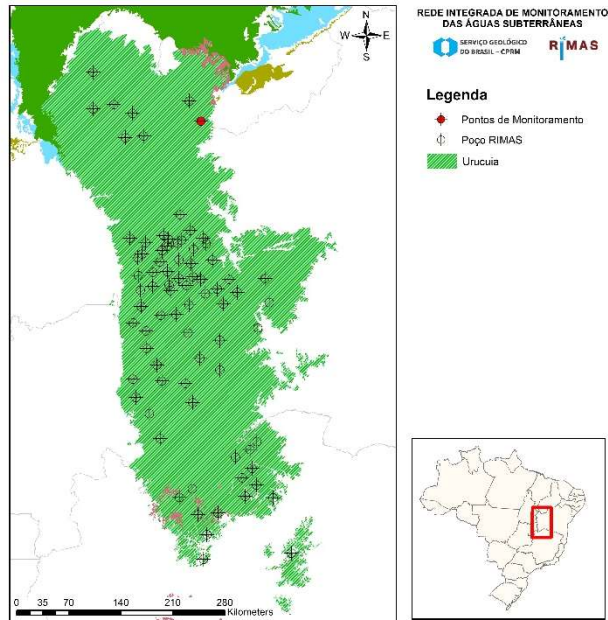 REDE INTEGRADA DE MONITORAMENTO
DAS ÁGUAS SUBTERRÂNEAS
SERVIÇO GEOLÓGICO
DO BRASIL – CPRM
RIMAS
N
W E
S
Legenda
Pontos de Monitoramento
Poço RIMAS
Urucuia
0 35 70 140 210 280
Kilometers